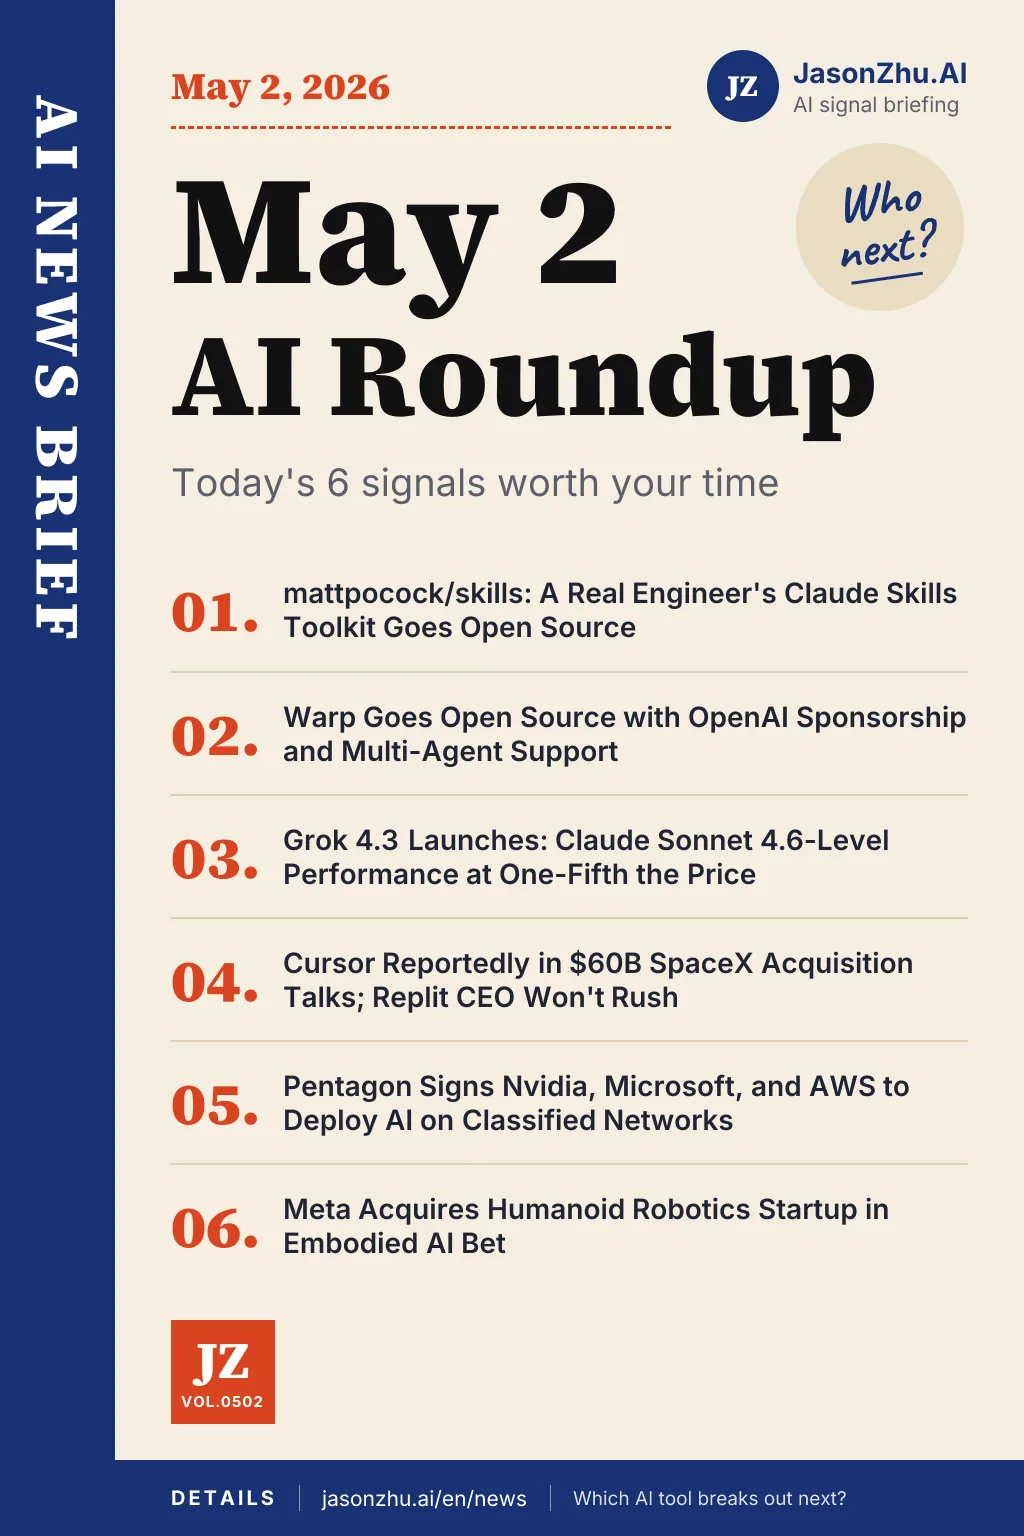 AI NEWS BRIEF
May 2, 2026
JZ
JasonZhu.AI
AI signal briefing
Who
next?
May 2
AI Roundup
Today's 6 signals worth your time
01.
mattpocock/skills: A Real Engineer's Claude Skills
Toolkit Goes Open Source
02.
Warp Goes Open Source with OpenAI Sponsorship
and Multi-Agent Support
03.
Grok 4.3 Launches: Claude Sonnet 4.6-Level
Performance at One-Fifth the Price
04.
Cursor Reportedly in $60B SpaceX Acquisition
Talks; Replit CEO Won't Rush
05.
Pentagon Signs Nvidia, Microsoft, and AWS to
Deploy AI on Classified Networks
06.
Meta Acquires Humanoid Robotics Startup in
Embodied AI Bet
JZ
VOL.0502
DETAILS
jasonzhu.ai/en/news
Which AI tool breaks out next?